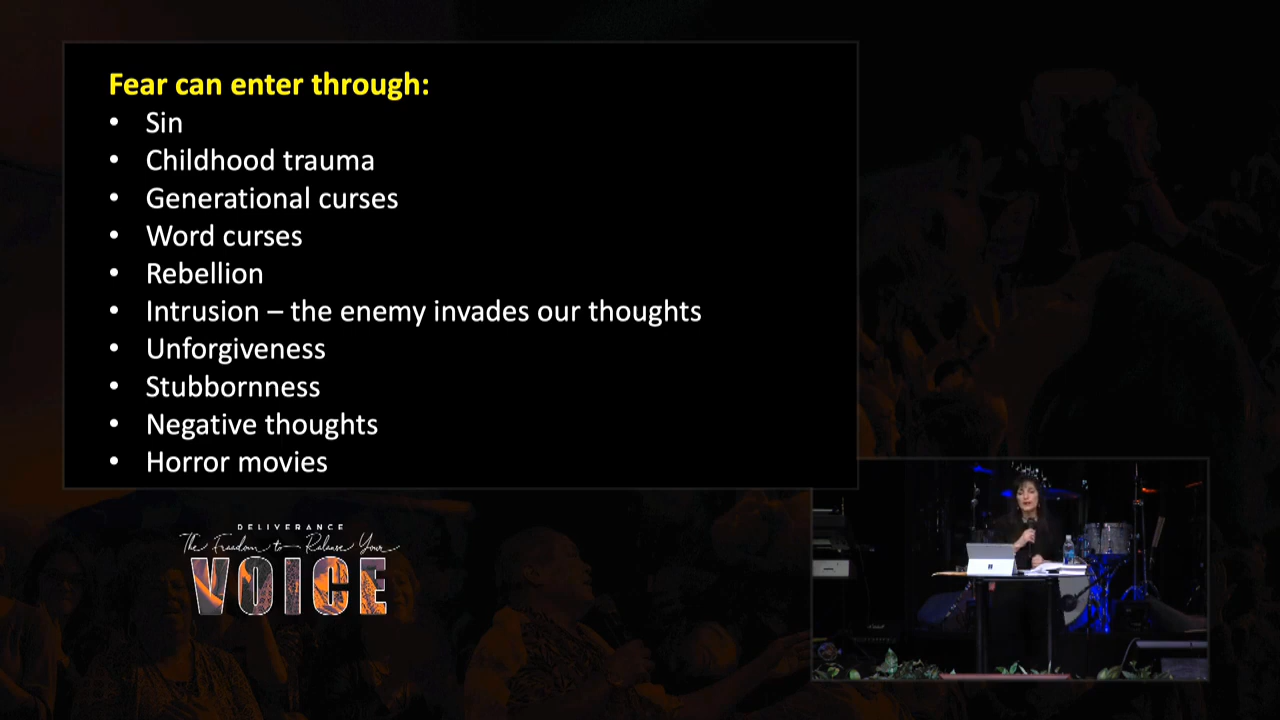 Fear can enter through:
• Sin
• Childhood trauma
• Generational curses
• Word curses
• Rebellion
• Intrusion – the enemy invades our thoughts
• Unforgiveness
• Stubbornness
• Negative thoughts
• Horror movies
DELIVERANCE
The Freedom to Release Your
VOICE